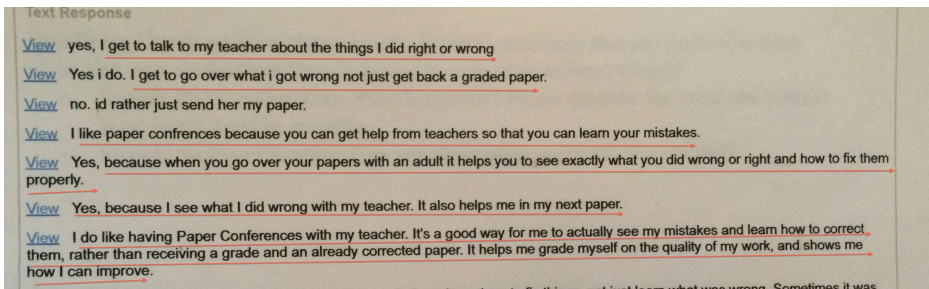 Text Response
View yes, I get to talk to my teacher about the things I did right or wrong
View Yes i do. I get to go over what i got wrong not just get back a graded paper.
View no. id rather just send her my paper.
View I like paper confrences because you can get help from teachers so that you can learn your mistakes.
View Yes, because when you go over your papers with an adult it helps you to see exactly what you did wrong or right and how to fix them
properly.
View Yes, because I see what I did wrong with my teacher. It also helps me in my next paper.
View I do like having Paper Conferences with my teacher. It's a good way for me to actually see my mistakes and learn how to correct
them, rather than receiving a grade and an already corrected paper. It helps me grade myself on the quality of my work, and shows me
how I can improve.
what was wrong. Sometimes it was